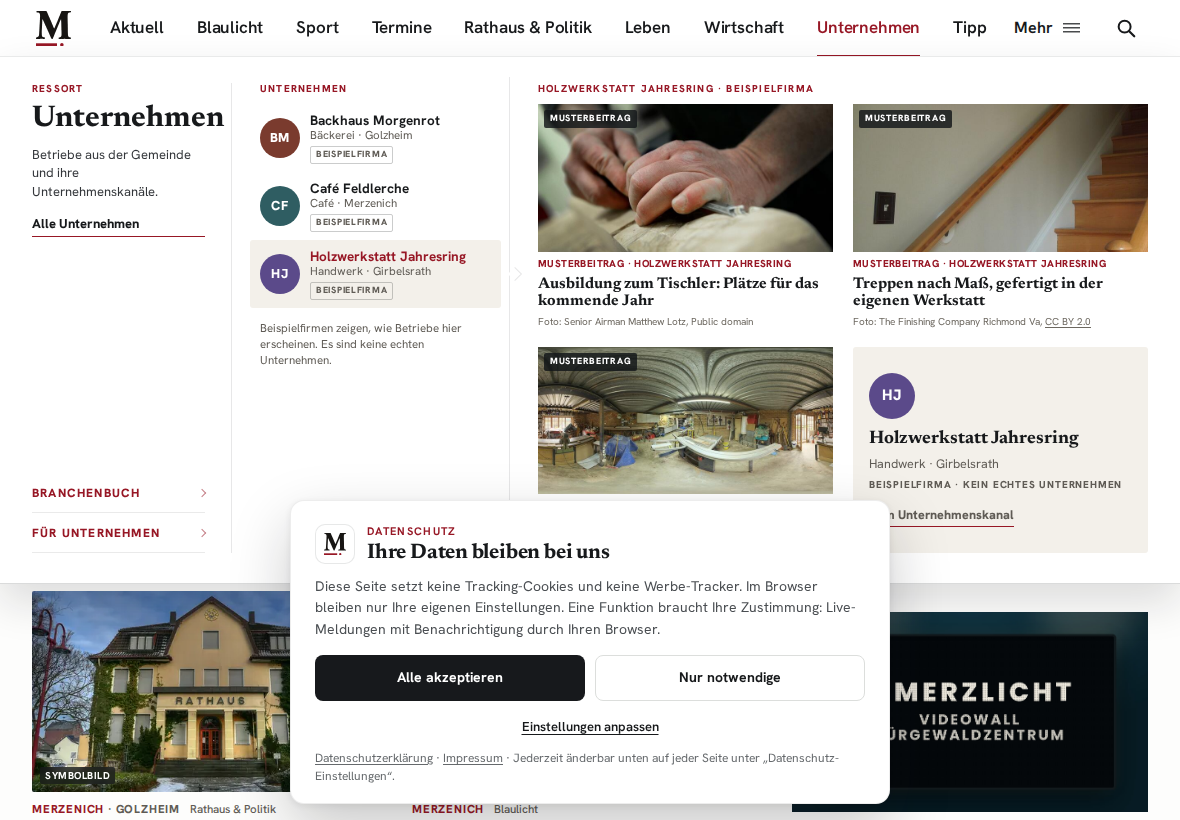 M
Aktuell Blaulicht Sport Termine Rathaus & Politik Leben Wirtschaft Unternehmen Tipp Mehr
RESSORT
Unternehmen
Betriebe aus der Gemeinde
und ihre
Unternehmenskanäle.
Alle Unternehmen
BRANCHENBUCH
FÜR UNTERNEHMEN
UNTERNEHMEN
BM
Backhaus Morgenrot
Bäckerei · Golzheim
BEISPIELFIRMA
CF
Café Feldlerche
Café · Merzenich
BEISPIELFIRMA
HJ
Holzwerkstatt Jahresring
Handwerk · Girbelsrath
BEISPIELFIRMA
Beispielfirmen zeigen, wie Betriebe hier
erscheinen. Es sind keine echten
Unternehmen.
HOLZWERKSTATT JAHRESRING · BEISPIELFIRMA
MUSTERBEITRAG
MUSTERBEITRAG · HOLZWERKSTATT JAHRESRING
Ausbildung zum Tischler: Plätze für das
kommende Jahr
Foto: Senior Airman Matthew Lotz, Public domain
MUSTERBEITRAG
MUSTERBEITRAG · HOLZWERKSTATT JAHRESRING
Treppen nach Maß, gefertigt in der
eigenen Werkstatt
Foto: The Finishing Company Richmond Va, CC BY 2.0
MUSTERBEITRAG
HJ
Holzwerkstatt Jahresring
Handwerk · Girbelsrath
BEISPIELFIRMA · KEIN ECHTES UNTERNEHMEN
Unternehmenskanal
M
DATENSCHUTZ
Ihre Daten bleiben bei uns
Diese Seite setzt keine Tracking-Cookies und keine Werbe-Tracker. Im Browser
bleiben nur Ihre eigenen Einstellungen. Eine Funktion braucht Ihre Zustimmung: Live-
Meldungen mit Benachrichtigung durch Ihren Browser.
Alle akzeptieren
Nur notwendige
Einstellungen anpassen
Datenschutzerklärung · Impressum · Jederzeit änderbar unten auf jeder Seite unter „Datenschutz-
Einstellungen“.
RATHAUS
SYMBOLBILD
MERZENICH · GOLZHEIM Rathaus & Politik
MERZENICH Blaulicht
MERZLICHT
VIDEOWALL
ÜRGEWALDZENTRUM